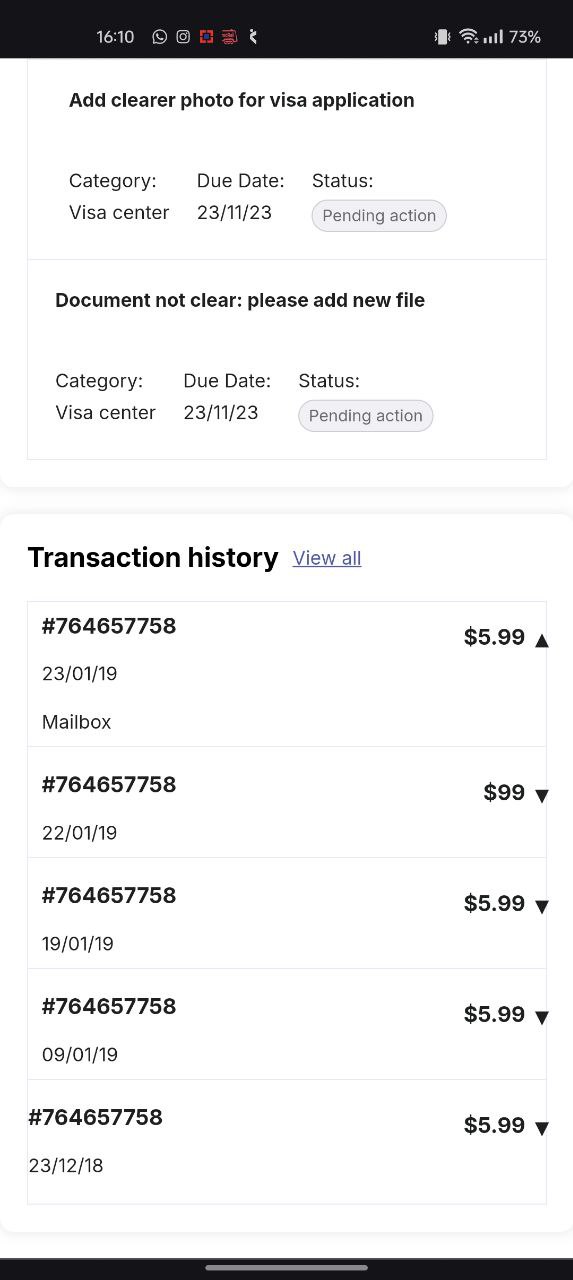 16:10 73%
Add clearer photo for visa application
Category: Due Date: Status:
Visa center 23/11/23 Pending action
Document not clear: please add new file
Category: Due Date: Status:
Visa center 23/11/23 Pending action
Transaction history View all
#764657758 $5.99 ▲
23/01/19
Mailbox
#764657758 $99 ▼
22/01/19
#764657758 $5.99 ▼
19/01/19
#764657758 $5.99 ▼
09/01/19
#764657758 $5.99 ▼
23/12/18